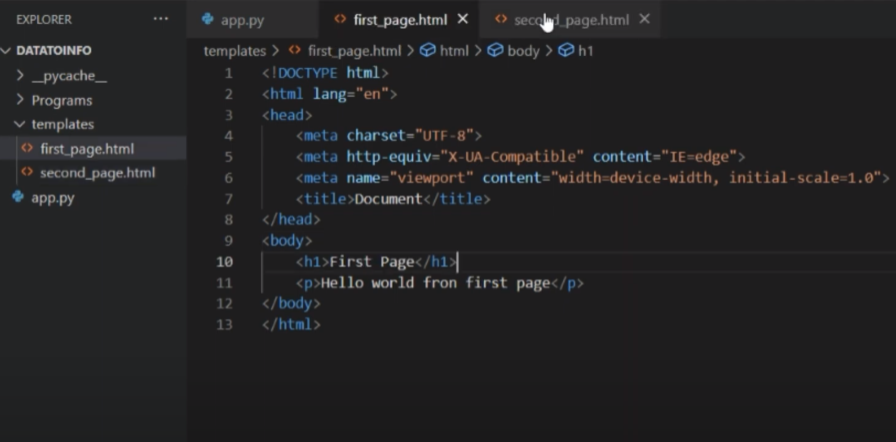 EXPLORER ...
app.py first_page.html × second_page.html ×
DATATOINFO
templates > first_page.html > html > body > h1
__pycache__
Programs
templates
first_page.html
second_page.html
app.py
1 <!DOCTYPE html>
2 <html lang="en">
3 <head>
4 <meta charset="UTF-8">
5 <meta http-equiv="X-UA-Compatible" content="IE=edge">
6 <meta name="viewport" content="width=device-width, initial-scale=1.0">
7 <title>Document</title>
8 </head>
9 <body>
10 <h1>First Page</h1>
11 <p>Hello world fron first page</p>
12 </body>
13 </html>